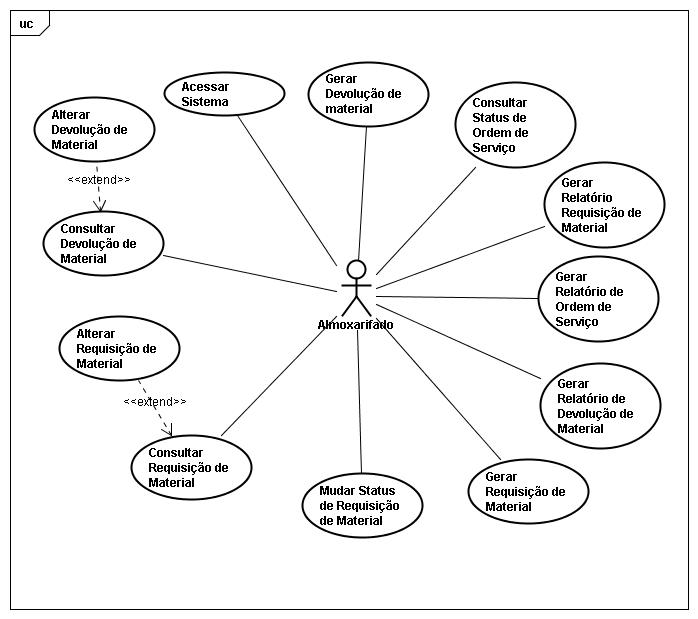 uc
Acessar
Sistema
Gerar
Devolução de
material
Consultar
Status de
Ordem de
Serviço
Alterar
Devolução de
Material
<<extend>>
Consultar
Devolução de
Material
Gerar
Relatório
Requisição de
Material
Gerar
Relatório de
Ordem de
Serviço
Almoxarifado
Alterar
Requisição de
Material
<<extend>>
Consultar
Requisição de
Material
Gerar
Relatório de
Devolução de
Material
Mudar Status
de Requisição
de Material
Gerar
Requisição de
Material